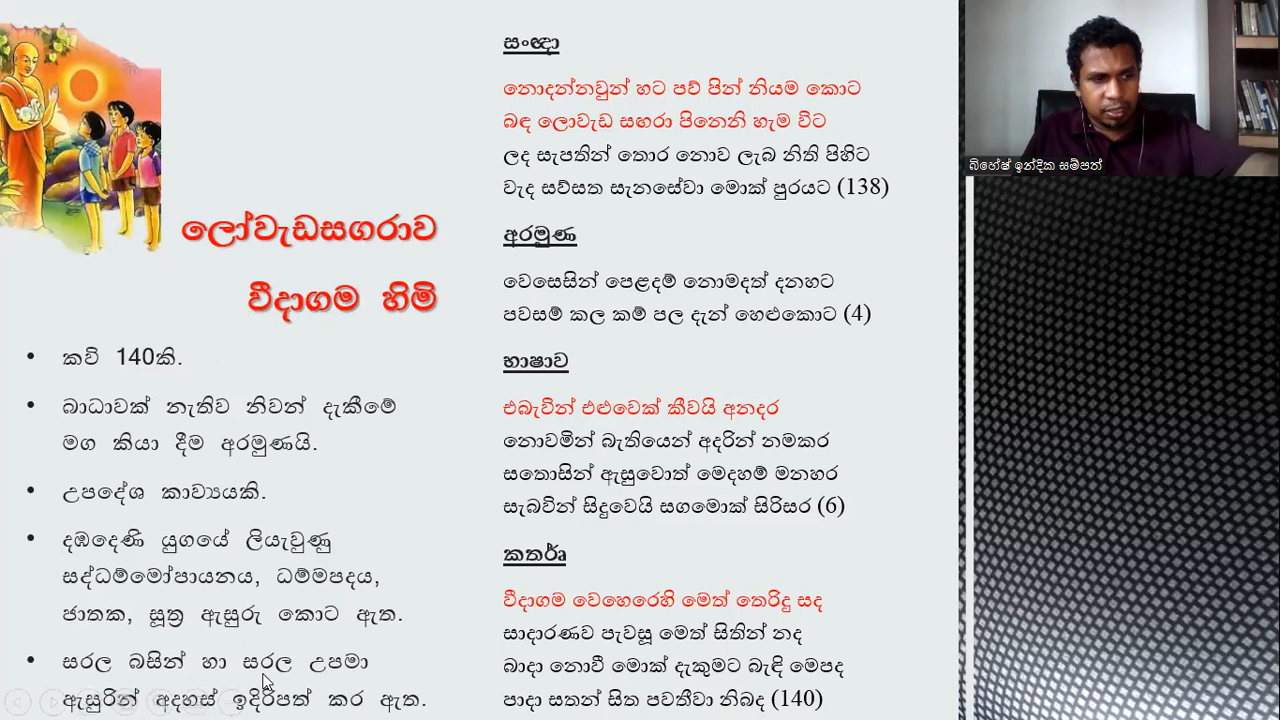 ලෝවැඩසගරාව
වීදාගම හිමි
• කවි 140කි.
• බාධාවක් නැතිව නිවන් දැකීමේ
මග කියා දීම අරමුණයි.
• උපදේශ කාව්‍යයකි.
• දඹදෙණි යුගයේ ලියැවුණු
සද්ධම්මෝපායනය, ධම්මපදය,
ජාතක, සූත්‍ර ඇසුරු කොට ඇත.
• සරල බසින් හා සරල උපමා
ඇසුරින් අදහස් ඉදිරිපත් කර ඇත.
සංඥා
නොදන්නවුන් හට පව් පින් නියම කොට
බඳ ලොවැඩ සඟරා පිනෙනි හැම විට
ලද සැපතින් තොර නොව ලැබ නිති පිහිට
වැද සව්සත සැනසේවා මොක් පුරයට (138)
අරමුණ
වෙසෙසින් පෙළදම් නොමදත් දනහට
පවසම් කල කම් පල දැන් හෙළුකොට (4)
භාෂාව
එබැවින් එළුවෙක් කීවයි අනදර
නොවමින් බැතියෙන් අදරින් නමකර
සතොසින් ඇසුවොත් මෙදහම් මනහර
සැබවින් සිදුවෙයි සගමොක් සිරිසර (6)
කතර්ෘ
වීදාගම වෙහෙරෙහි මෙත් තෙරිඳු සද
සාදාරණව පැවසූ මෙත් සිතින් නද
බාදා නොවී මොක් දැකුමට බැඳි මෙපද
පාදා සතන් සිත පවතීවා නිබද (140)
බිහේෂ් ඉන්දික සම්පත්